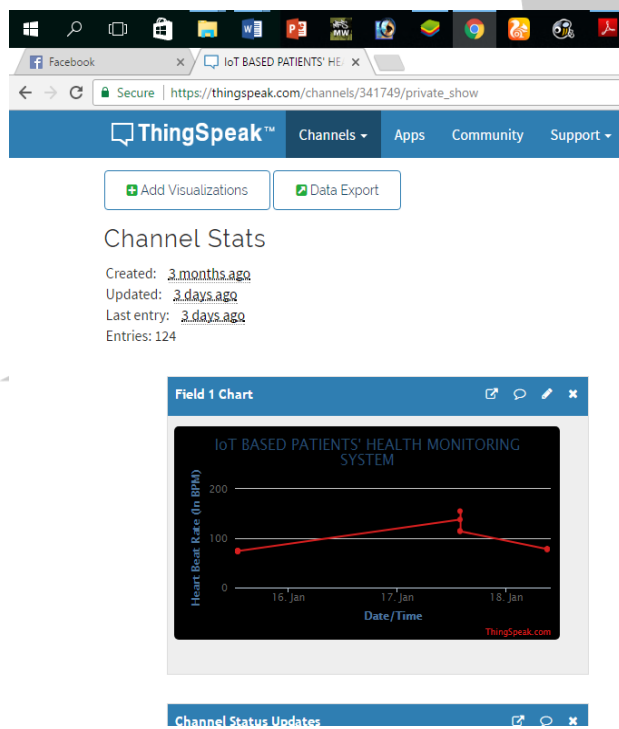 Facebook
IoT BASED PATIENTS' HE
Secure https://thingspeak.com/channels/341749/private_show
ThingSpeak™ Channels Apps Community Support
Add Visualizations Data Export
Channel Stats
Created: 3 months ago
Updated: 3 days ago
Last entry: 3 days ago
Entries: 124
Field 1 Chart
IoT BASED PATIENTS' HEALTH MONITORING
SYSTEM
Heart Beat Rate (In BPM)
200
100
0
16. Jan 17. Jan 18. Jan
Date/Time
ThingSpeak.com
Channel Status Updates